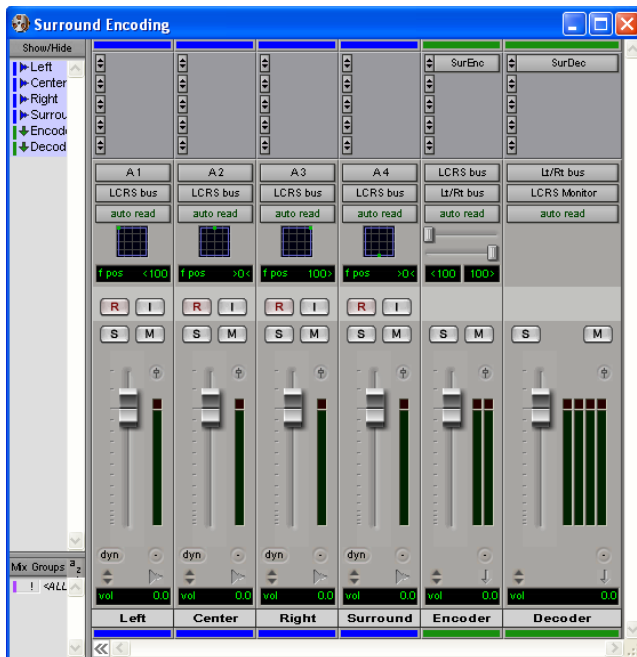 Surround Encoding
Show/Hide
Left
Center
Right
Surrou
Encod
Decod
SurEnc SurDec
A 1 A 2 A 3 A 4 LCRS bus Lt/Rt bus
LCRS bus LCRS bus LCRS bus LCRS bus Lt/Rt bus LCRS Monitor
auto read auto read auto read auto read auto read auto read
f pos <100 f pos >0< f pos 100> f pos >0< <100 100>
R I R I R I R I
S M S M S M S M S M S M
dyn dyn dyn dyn
Mix Groups a z
! <ALL
vol 0.0 vol 0.0 vol 0.0 vol 0.0 vol 0.0 vol 0.0
Left Center Right Surround Encoder Decoder